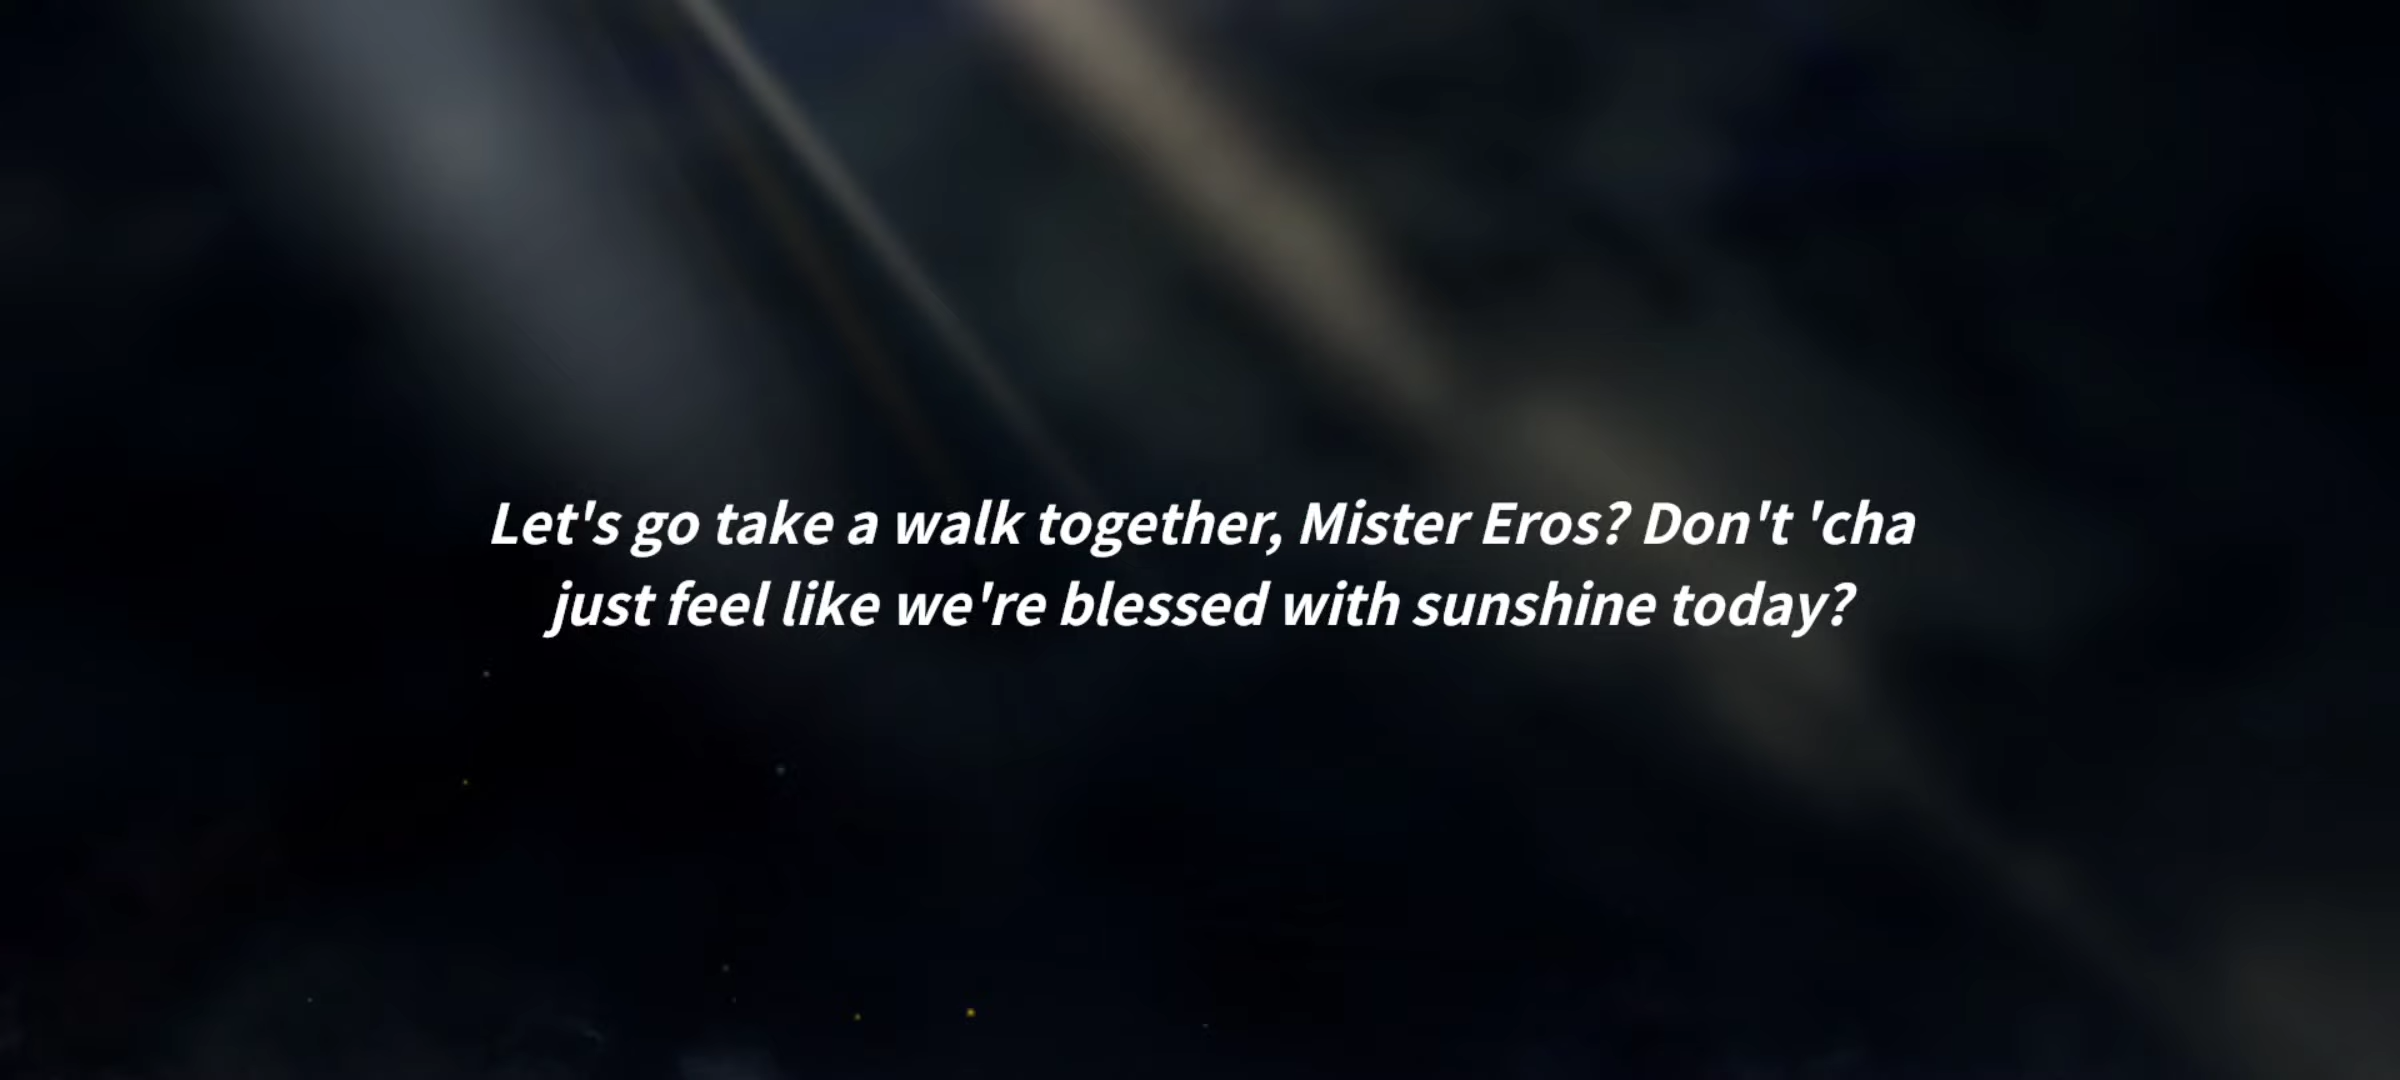 Let's go take a walk together, Mister Eros? Don't 'cha
just feel like we're blessed with sunshine today?